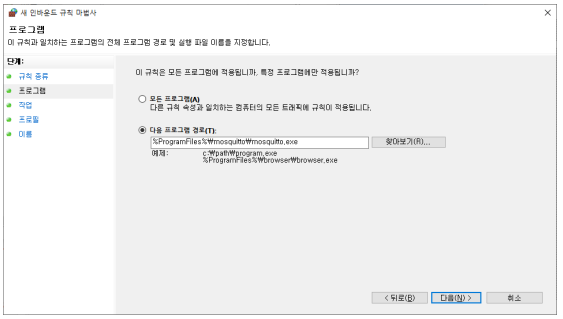 새 인바운드 규칙 마법사
프로그램
이 규칙과 일치하는 프로그램의 전체 프로그램 경로 및 실행 파일 이름을 지정합니다.
단계:
규칙 종류
프로그램
작업
프로필
이름
이 규칙은 모든 프로그램에 적용됩니까, 특정 프로그램에만 적용됩니까?
모든 프로그램(A)
다른 규칙 속성과 일치하는 컴퓨터의 모든 트래픽에 규칙이 적용됩니다.
다음 프로그램 경로(T):
%ProgramFiles%₩mosquitto₩mosquitto.exe
찾아보기(R)...
예제:
c:₩path₩program.exe
%ProgramFiles%₩browser₩browser.exe
< 뒤로(B)
다음(N) >
취소